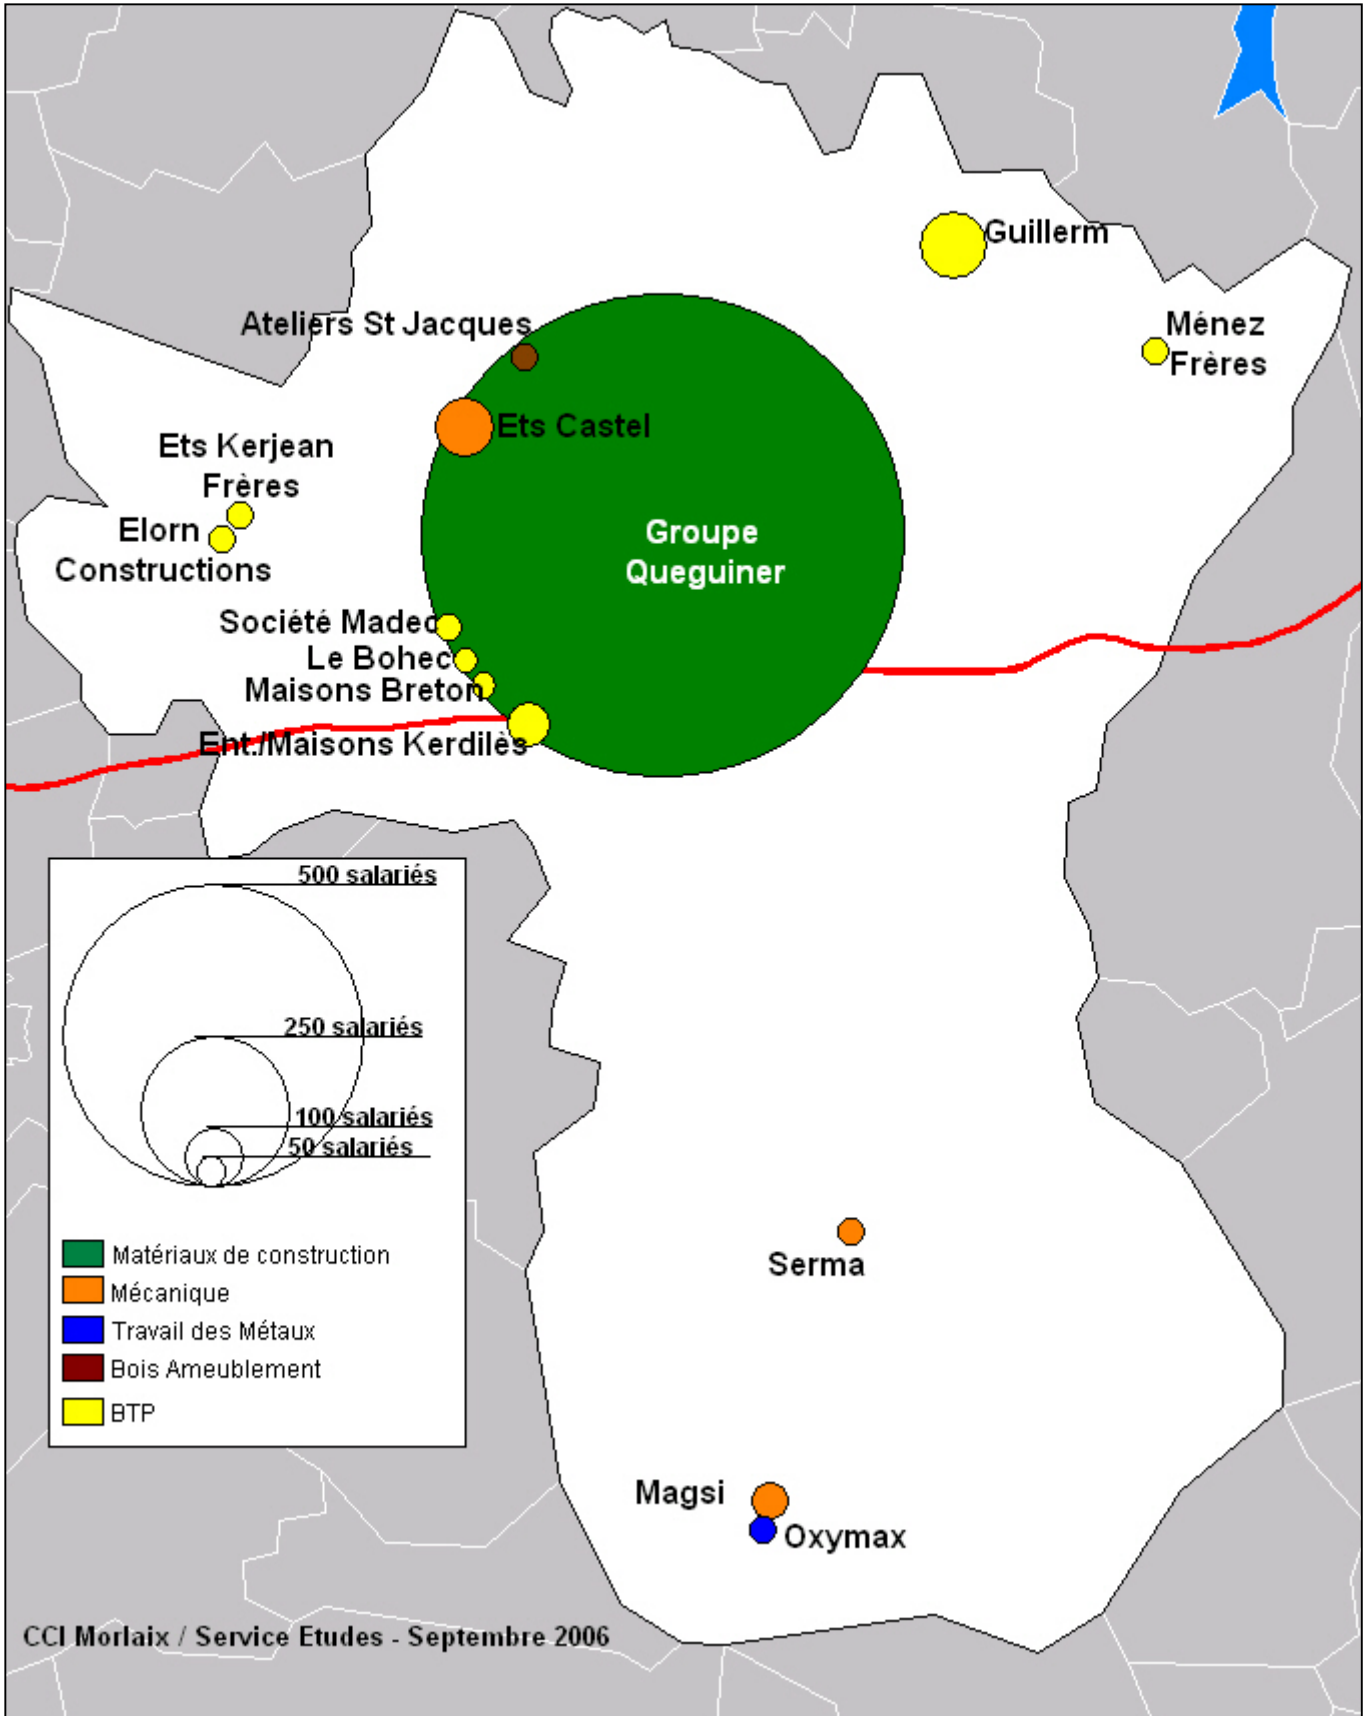 Guillerm
Ateliers St Jacques
Ménez
Frères
Ets Castel
Ets Kerjean
Frères
Elorn
Constructions
Groupe
Queguiner
Société Madec
Le Bohec
Maisons Breton
Ent./Maisons Kerdilès
500 salariés
250 salariés
100 salariés
50 salariés
Matériaux de construction
Mécanique
Travail des Métaux
Bois Ameublement
BTP
Serma
Magsi
Oxymax
CCI Morlaix / Service Etudes - Septembre 2006